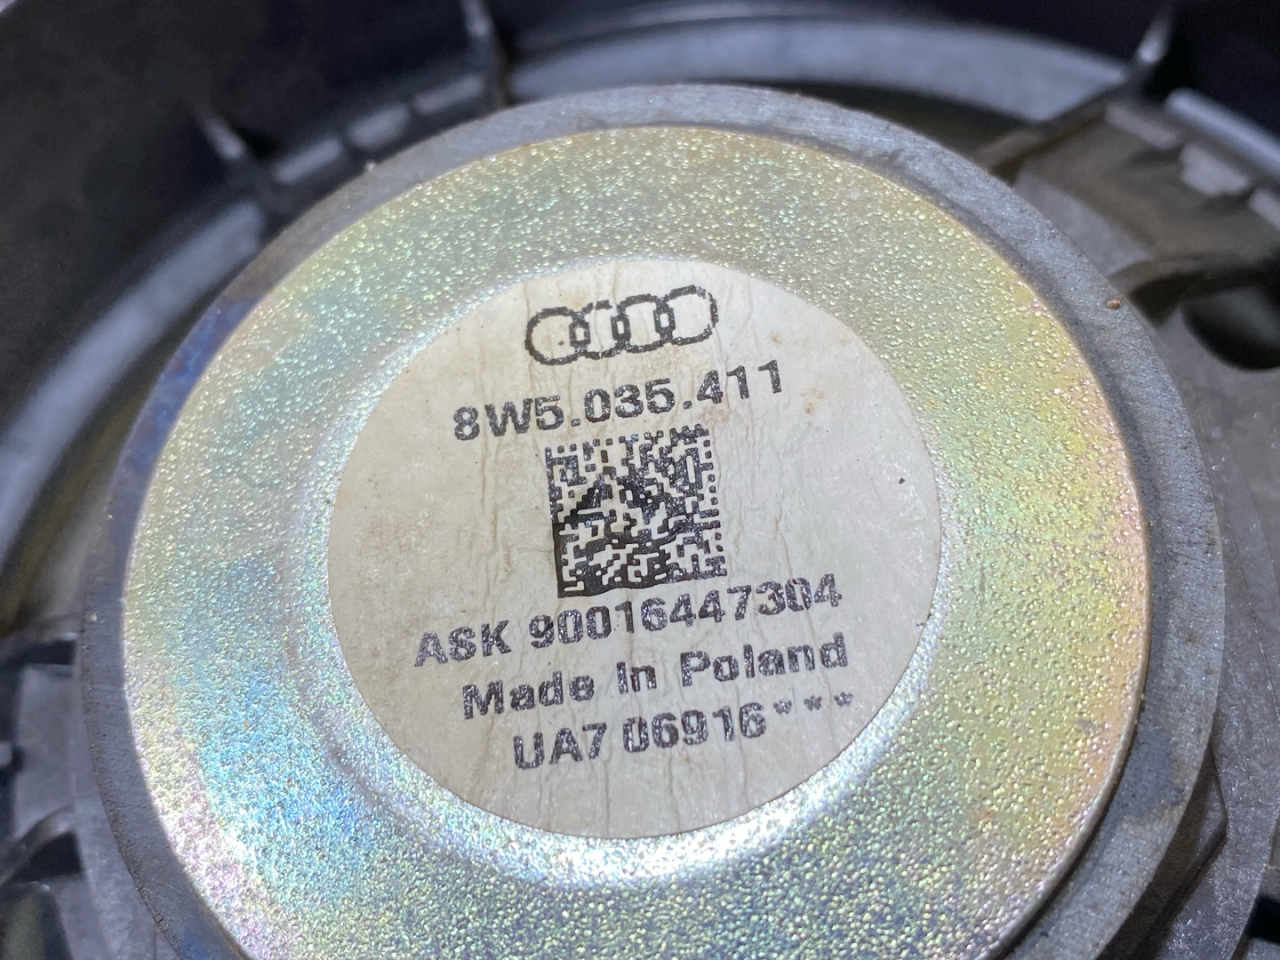 8W5.035.411
ASK 90016447304
Made in Poland
UA7 06916***